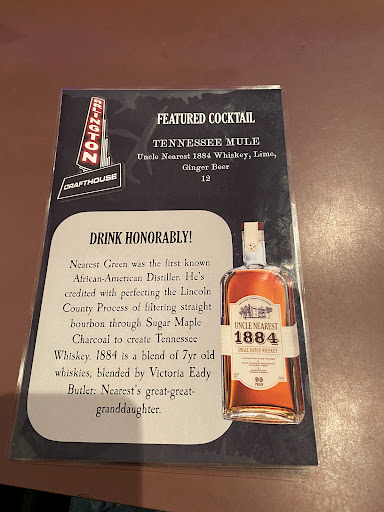 ARLINGTON
DRAFTHOUSE
FEATURED COCKTAIL
TENNESSEE MULE
Uncle Nearest 1884 Whiskey, Lime,
Ginger Beer
12
DRINK HONORABLY!
Nearest Green was the first known
African-American Distiller. He's
credited with perfecting the Lincoln
County Process of filtering straight
bourbon through Sugar Maple
Charcoal to create Tennessee
Whiskey. 1884 is a blend of 7yr old
whiskies, blended by Victoria Eady
Butler: Nearest's great-great-
granddaughter.
UNCLE NEAREST
1884
SMALL BATCH WHISKEY
93
PROOF